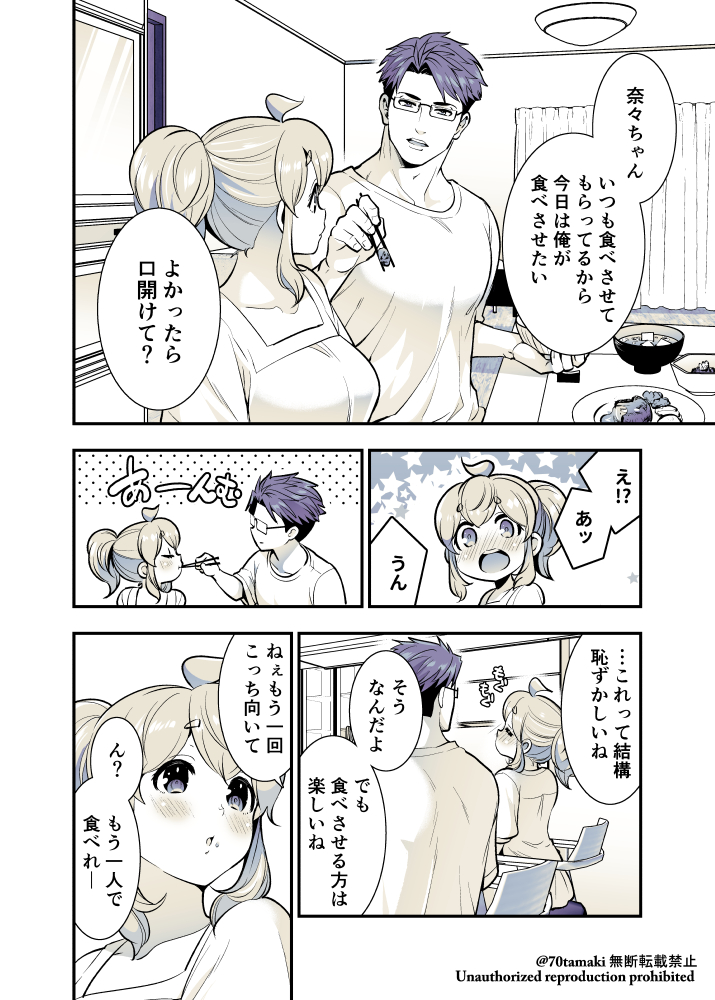 奈々ちゃん
いつも食べさせて
もらってるから
今日は俺が
食べさせたい
よかったら
口開けて？
え!?
あッ
うん
あーんむ
…これって結構
恥ずかしいね
もぐもぐ
そう
なんだよ
でも
食べさせる方は
楽しいね
ねぇもう一回
こっち向いて
ん？
もう一人で
食べれ―
@70tamaki 無断転載禁止
Unauthorized reproduction prohibited